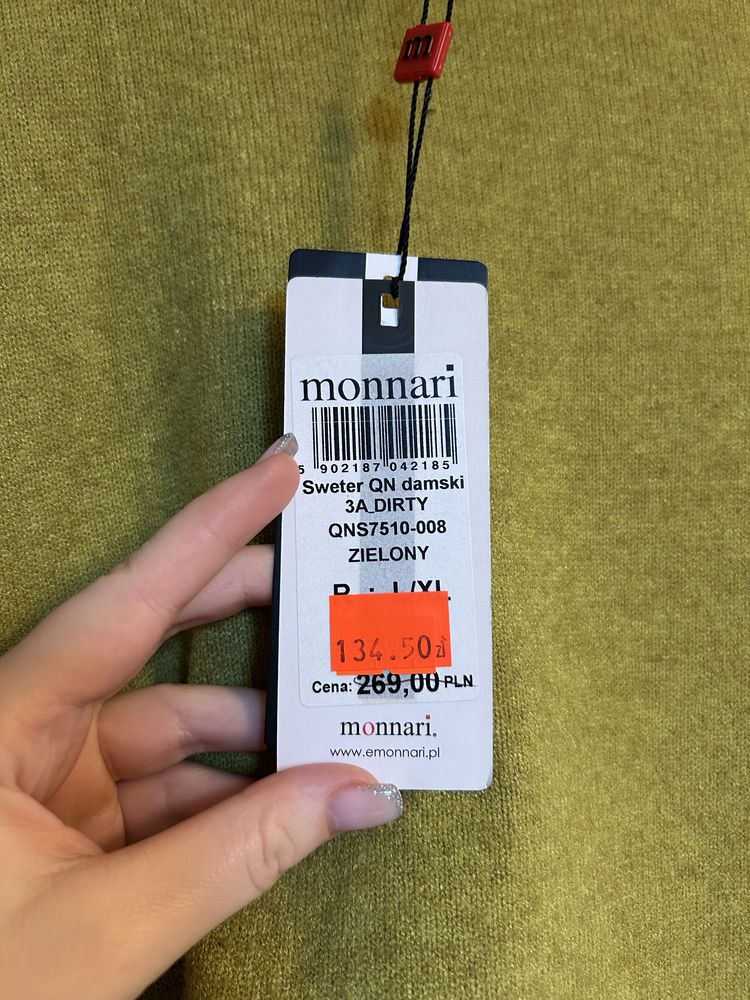 m
monnari
5 902187 042185
Sweter QN damski
3A_DIRTY
QNS7510-008
ZIELONY
L/XL
134.50zł
Cena: 269,00 PLN
monnari.
www.emonnari.pl